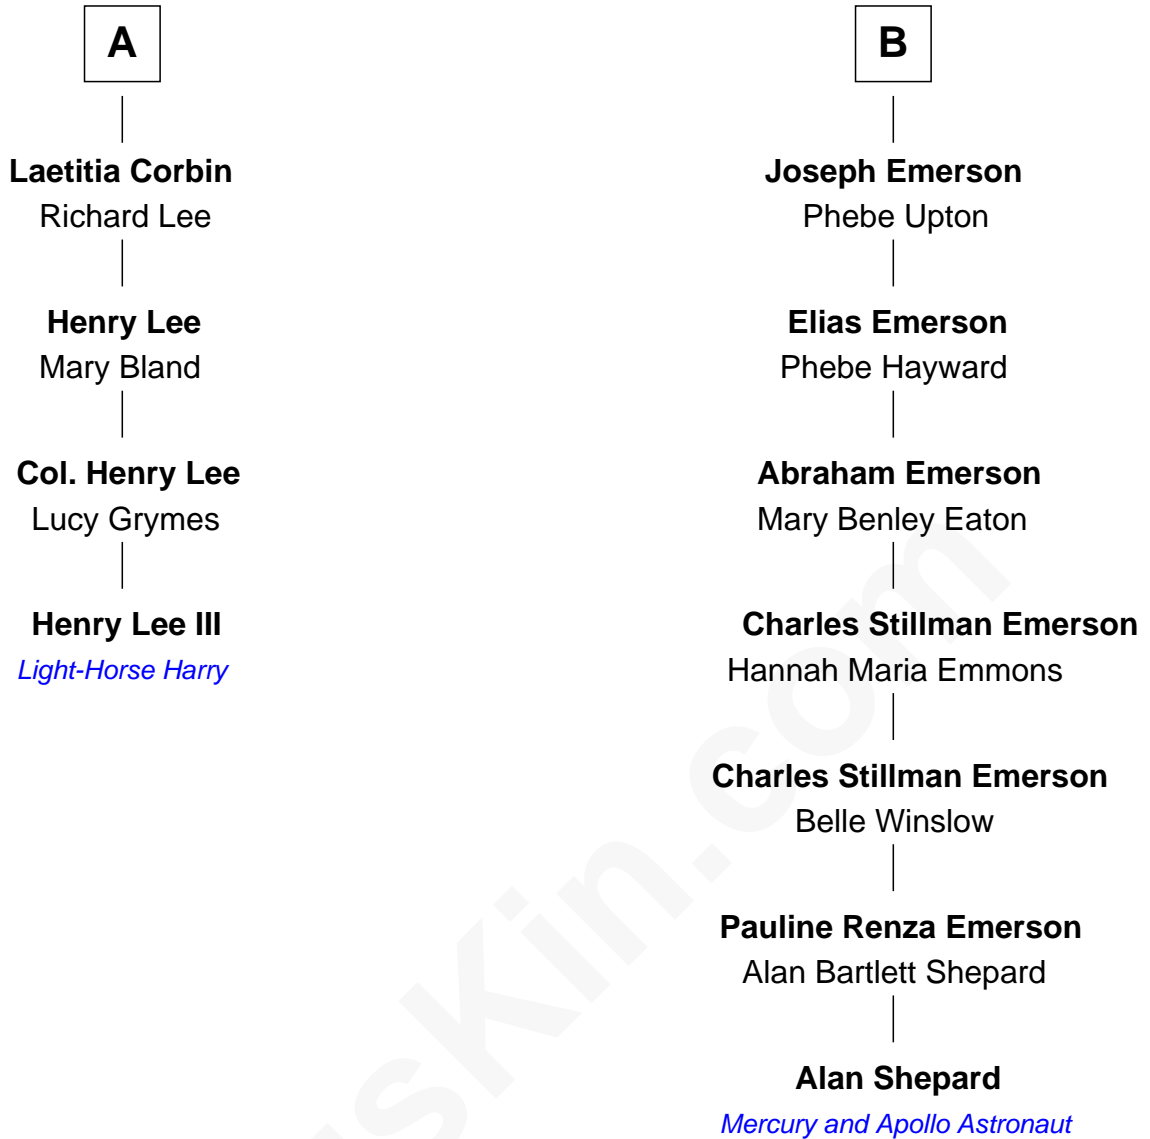 A
Laetitia Corbin
Richard Lee
Henry Lee
Mary Bland
Col. Henry Lee
Lucy Grymes
Henry Lee III
Light-Horse Harry
B
Joseph Emerson
Phebe Upton
Elias Emerson
Phebe Hayward
Abraham Emerson
Mary Benley Eaton
Charles Stillman Emerson
Hannah Maria Emmons
Charles Stillman Emerson
Belle Winslow
Pauline Renza Emerson
Alan Bartlett Shepard
Alan Shepard
Mercury and Apollo Astronaut
sKin.com